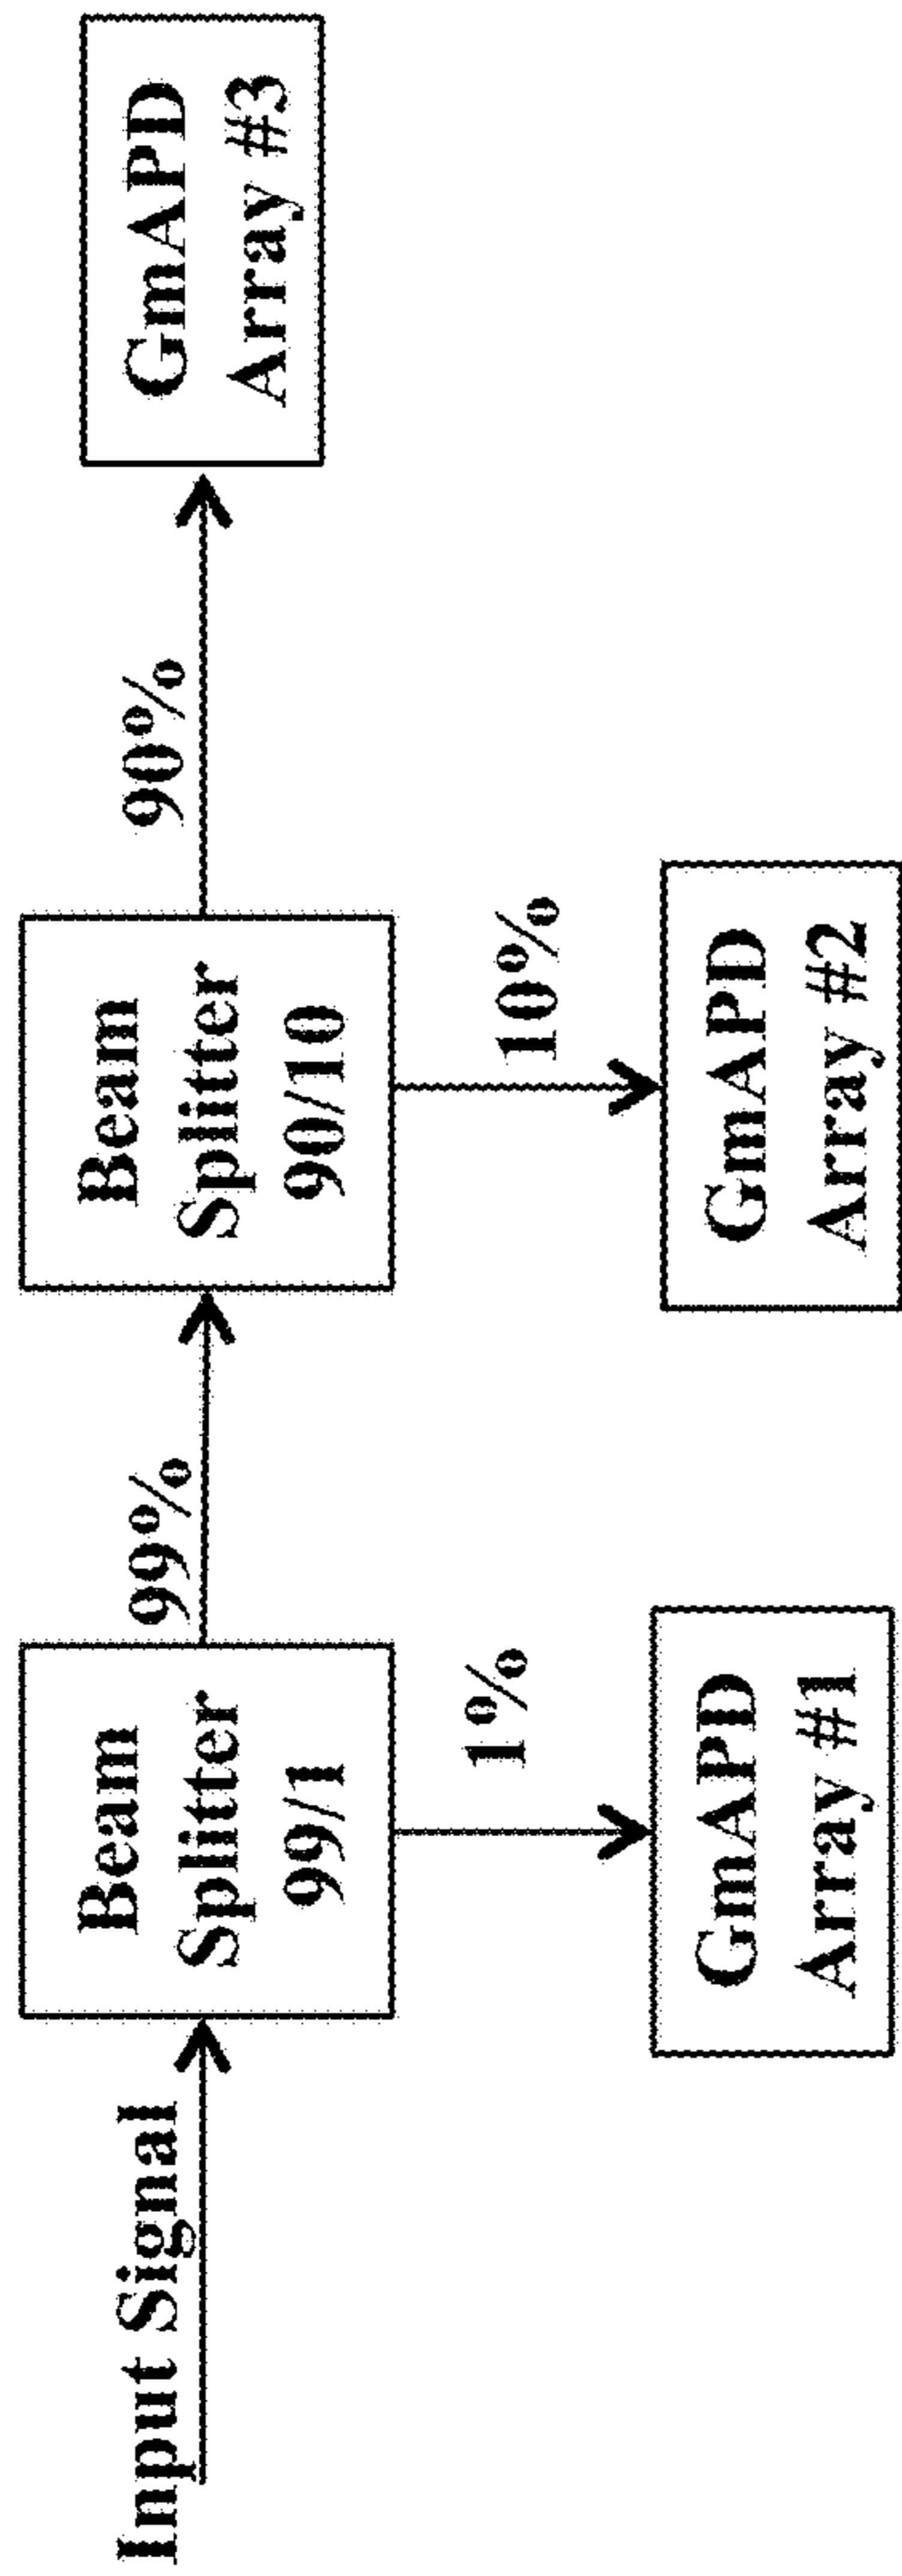 Input Signal
Beam
Splitter
99/1
99%
1%
GmAPD
Array #1
Beam
Splitter
90/10
90%
10%
GmAPD
Array #2
GmAPD
Array #3